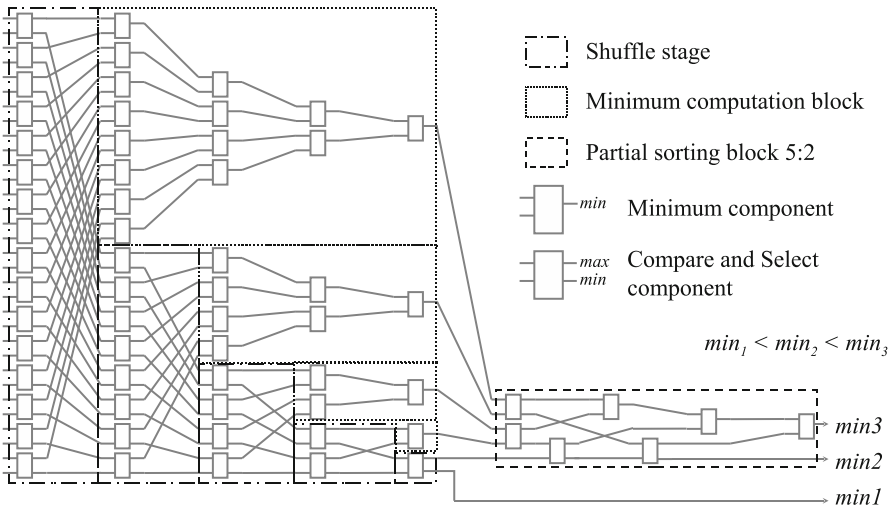 Shuffle stage
Minimum computation block
Partial sorting block 5:2
min
Minimum component
max
min
Compare and Select
component
min1 < min2 < min3
min3
min2
min1